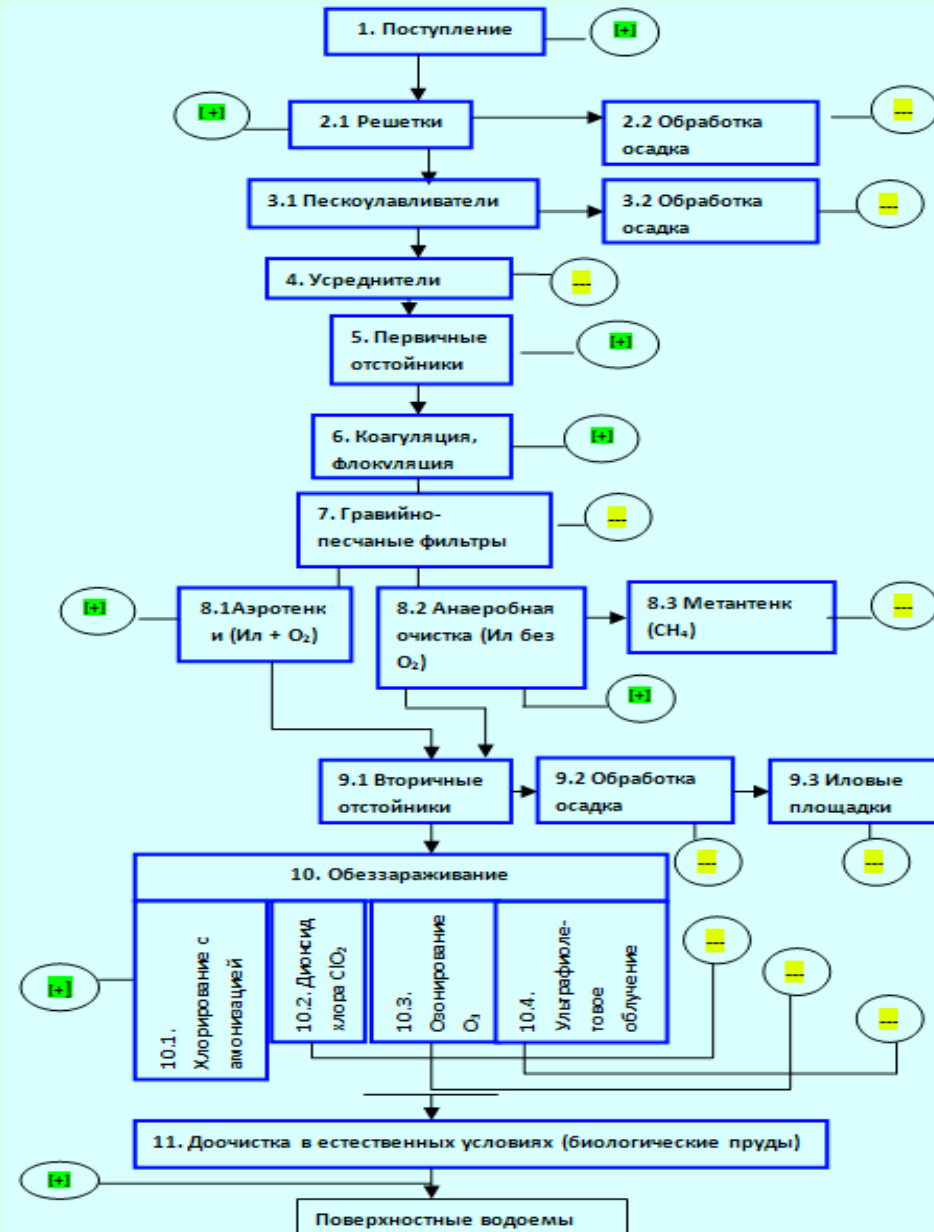 1. Поступление
[+]
[ +]
2.1 Решетки
2.2 Обработка
осадка
---
3.1 Пескоулавливатели
3.2 Обработка
осадка
---
4. Усреднители
---
5. Первичные
отстойники
[+]
6. Коагуляция,
флокуляция
[+]
7. Гравийно-
песчаные фильтры
---
[+]
8.1Аэротенк
и (Ил + O₂)
8.2 Анаеробная
очистка (Ил без
O₂)
8.3 Метантенк
(CH₄)
---
[+]
9.1 Вторичные
отстойники
9.2 Обработка
осадка
9.3 Иловые
площадки
---
---
10. Обеззараживание
[+]
10.1.
Хлорирование с
амонизацией
10.2. Диоксид
хлора ClO₂
10.3.
Озонирование
O₃
10.4.
Ультрафиоле-
товое
облучение
---
---
---
11. Доочистка в естественных условиях (биологические пруды)
[+]
Поверхностные водоемы